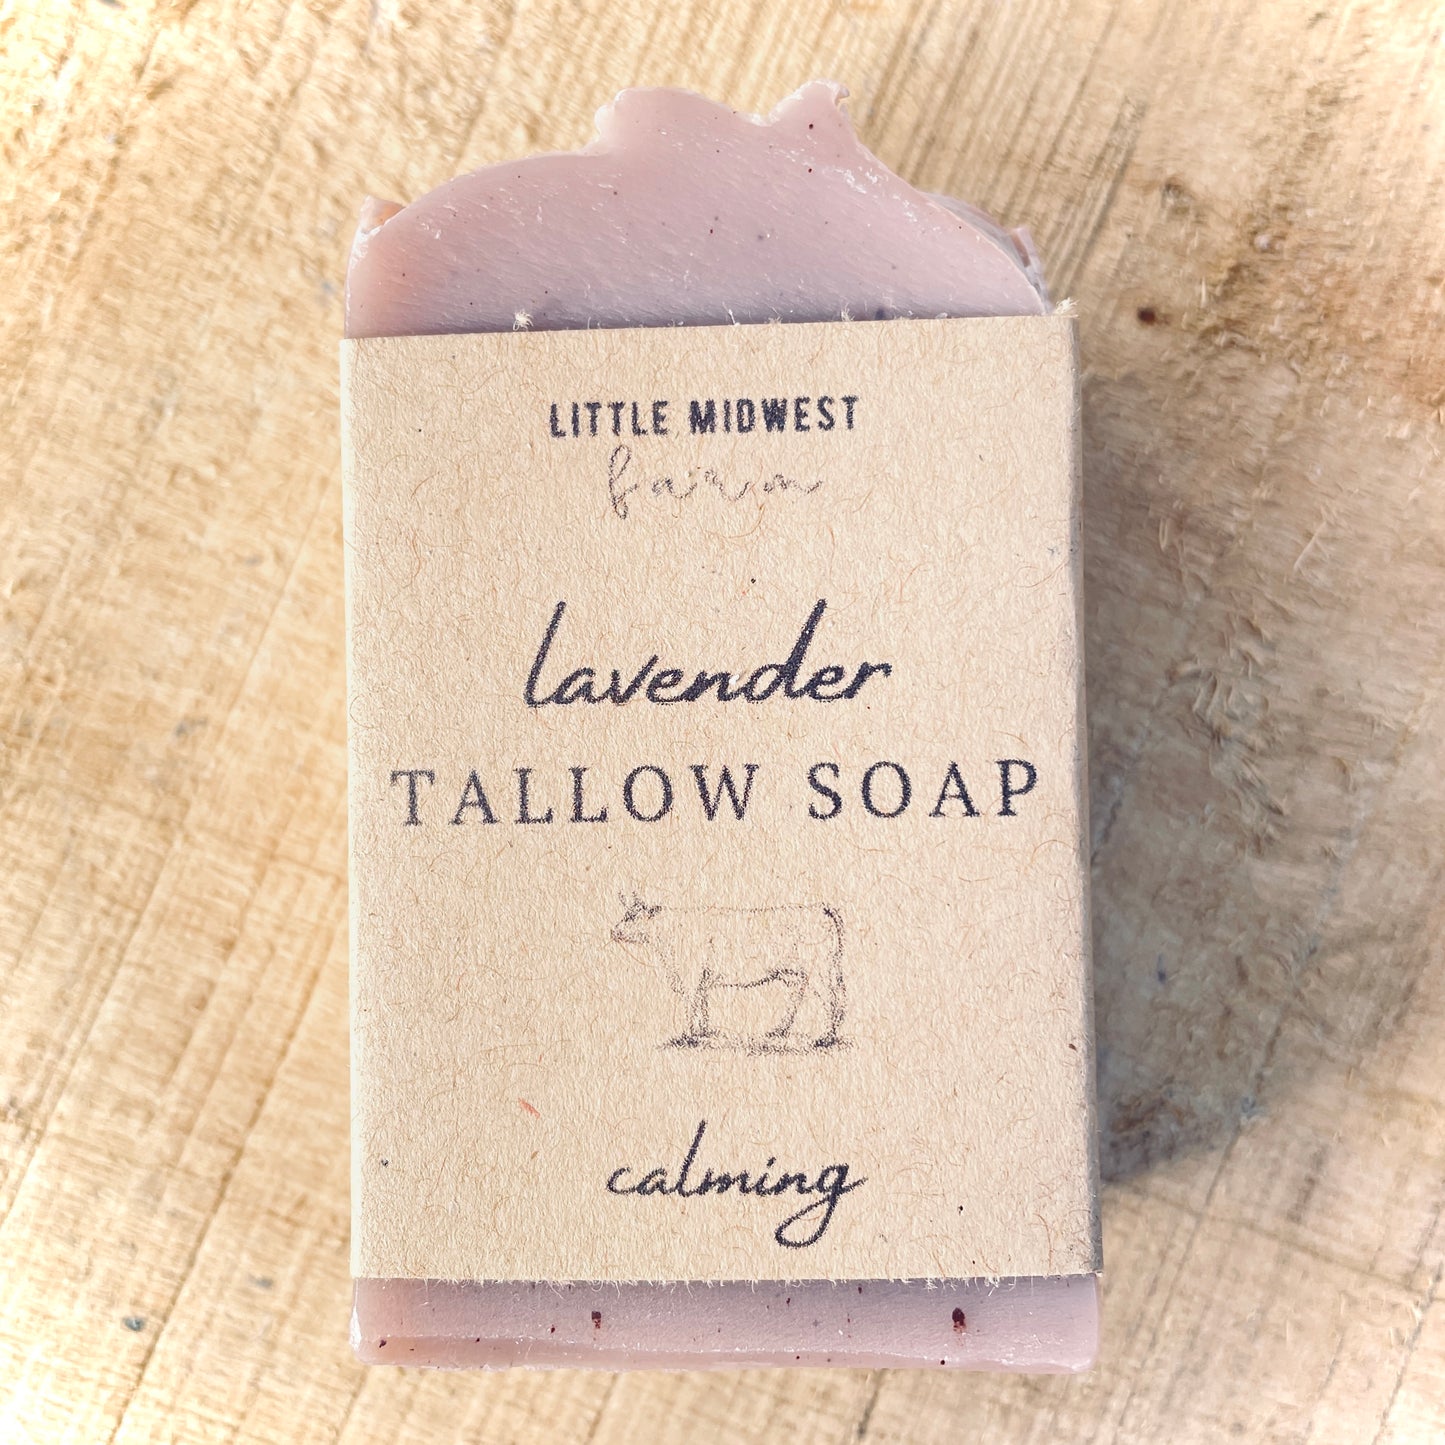 LITTLE MIDWEST
farm
lavender
TALLOW SOAP
calming